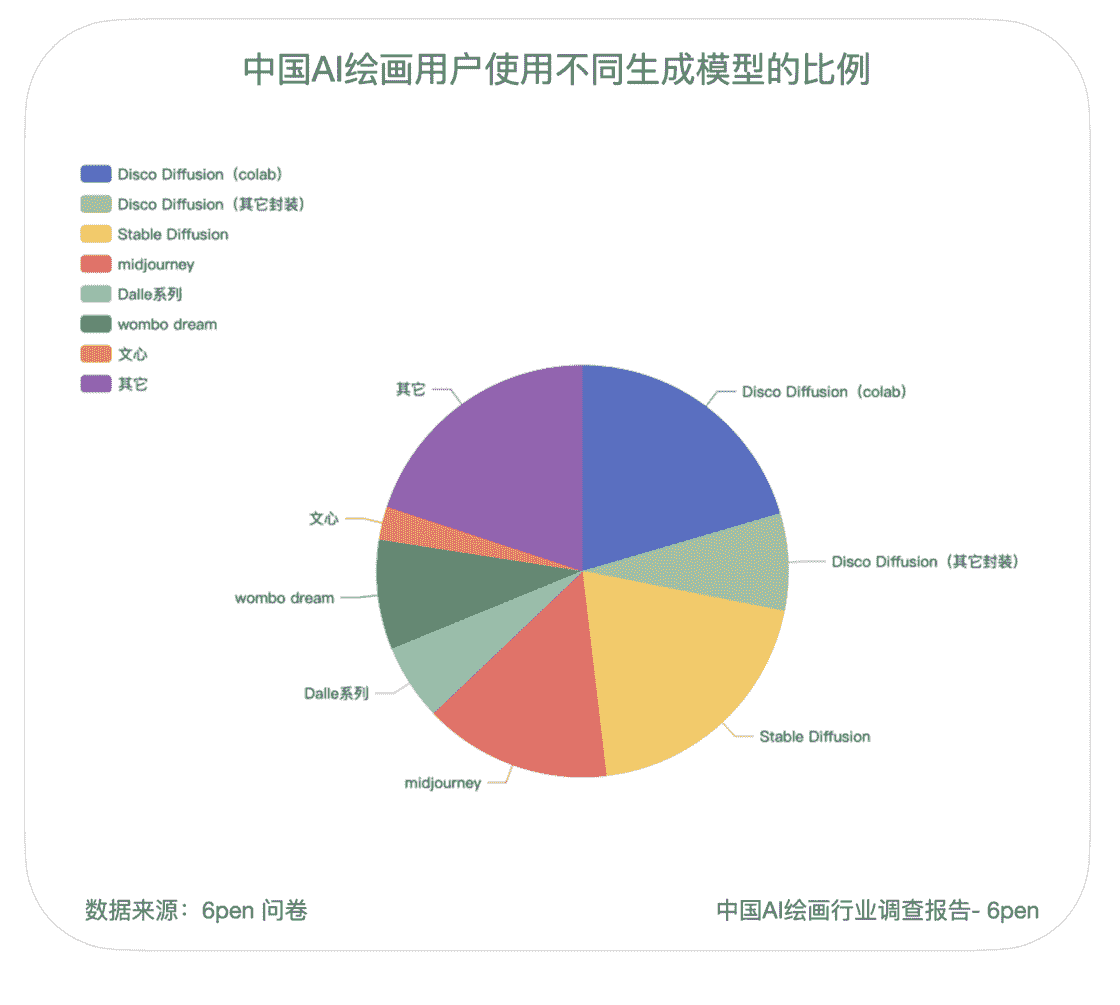 中国AI绘画用户使用不同生成模型的比例
Disco Diffusion（colab）
Disco Diffusion（其它封装）
Stable Diffusion
midjourney
Dalle系列
wombo dream
文心
其它
其它
Disco Diffusion（colab）
文心
Disco Diffusion（其它封装）
wombo dream
Dalle系列
Stable Diffusion
midjourney
数据来源：6pen 问卷
中国AI绘画行业调查报告- 6pen